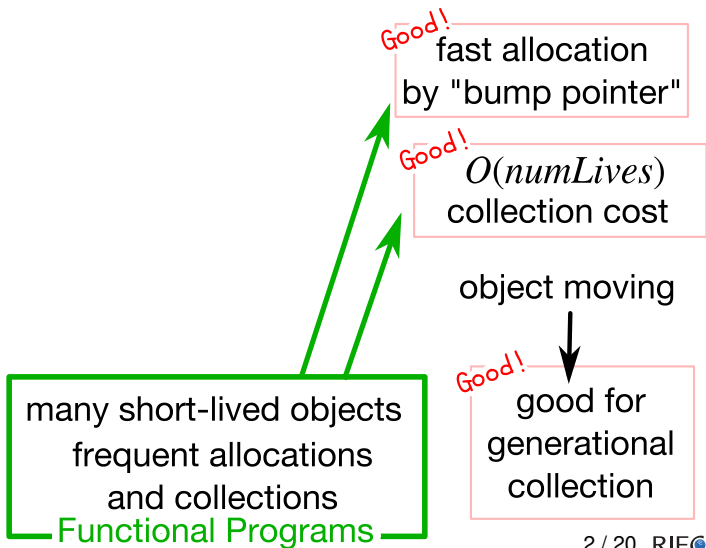 Good!
fast allocation
by "bump pointer"
Good!
O(numLives)
collection cost
object moving
Good!
good for
generational
collection
many short-lived objects
frequent allocations
and collections
Functional Programs
2 / 20